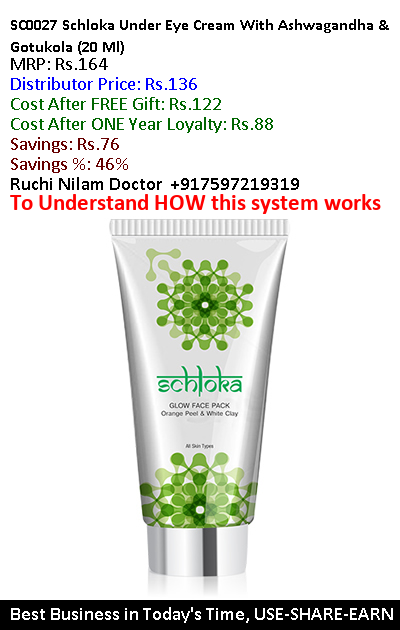 SC0027 Schloka Under Eye Cream With Ashwagandha &
Gotukola (20 Ml)
MRP: Rs.164
Distributor Price: Rs.136
Cost After FREE Gift: Rs.122
Cost After ONE Year Loyalty: Rs.88
Savings: Rs.76
Savings %: 46%
Ruchi Nilam Doctor +917597219319
To Understand HOW this system works
schloka
GLOW FACE PACK
Orange Peel & White Clay
All Skin Types
Best Business in Today's Time, USE-SHARE-EARN